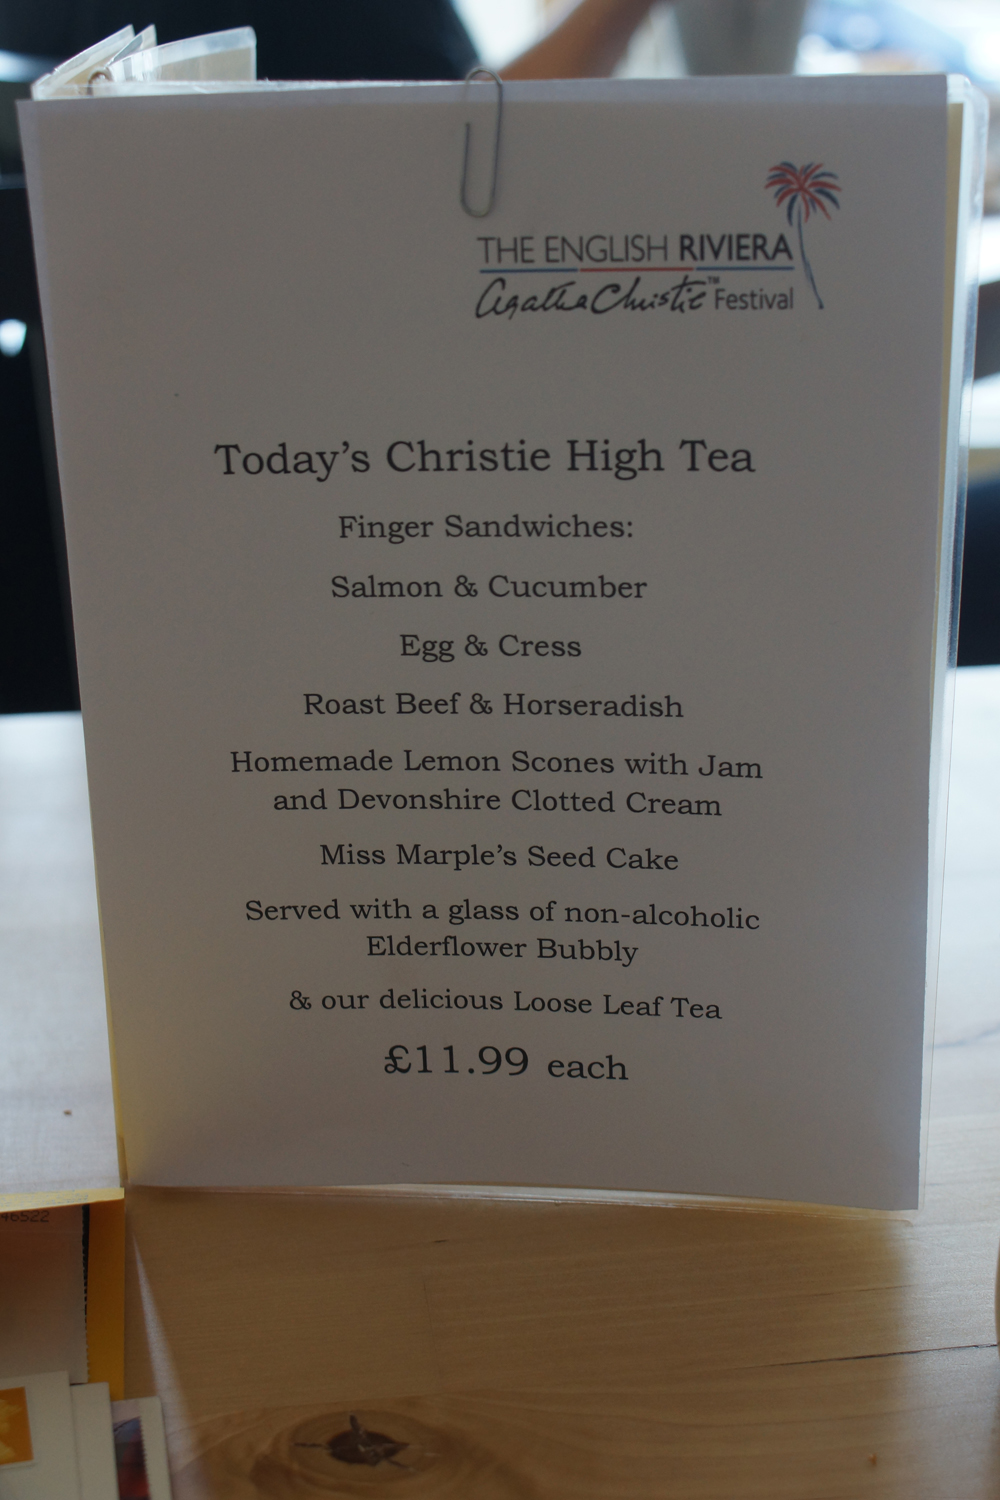 THE ENGLISH RIVIERA
Agatha Christie™ Festival
Today's Christie High Tea
Finger Sandwiches:
Salmon & Cucumber
Egg & Cress
Roast Beef & Horseradish
Homemade Lemon Scones with Jam
and Devonshire Clotted Cream
Miss Marple's Seed Cake
Served with a glass of non-alcoholic
Elderflower Bubbly
& our delicious Loose Leaf Tea
£11.99 each
46522